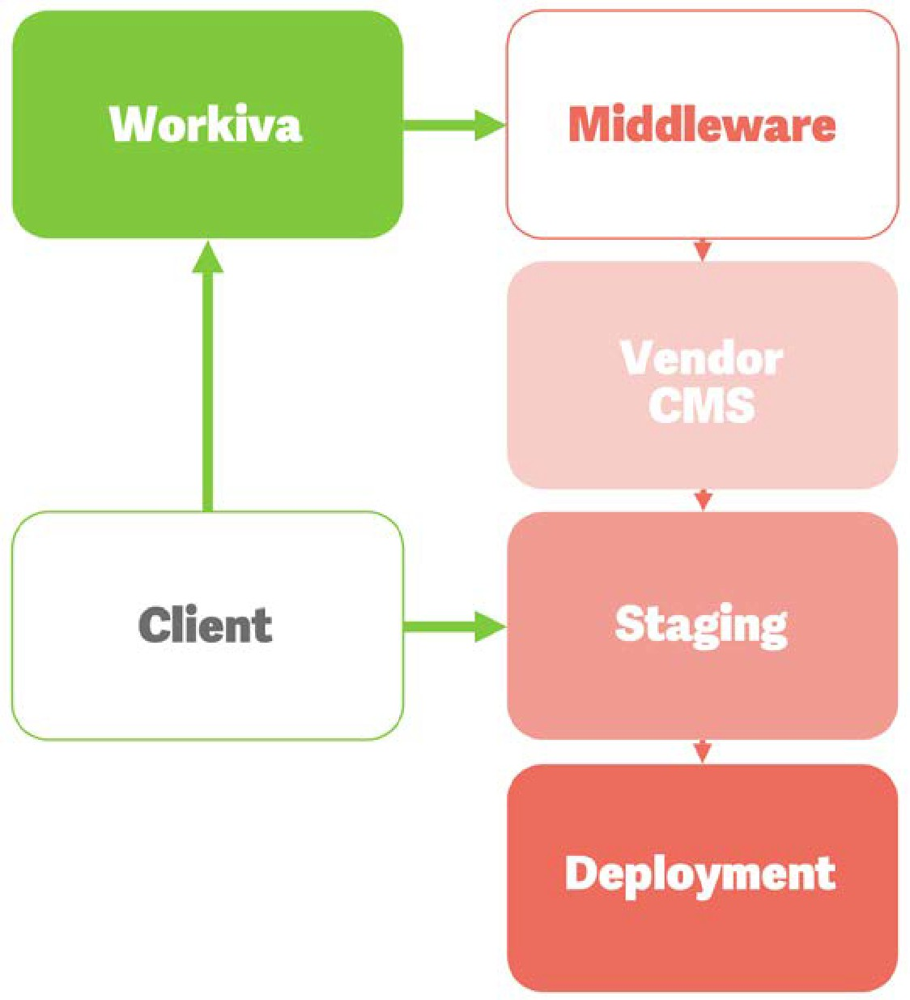 Workiva
Middleware
Vendor
CMS
Client
Staging
Deployment